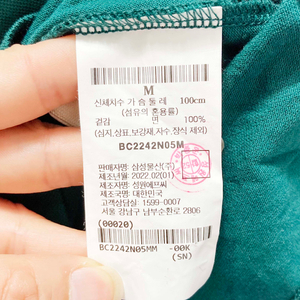 M
신체치수 가슴둘레 100cm
(섬유의 혼용률)
겉감 면 100%
(심지,상표,보강재,자수,장식 제외)
BC2242N05M
판매자명: 삼성물산(주)
제조년월: 2022.02(01)
제조자명: 성원에프씨
제조국명: 대한민국
고객상담실: 1599-0007
서울 강남구 남부순환로 2806
(00020)
BC2242N05MM -00K
(SN)